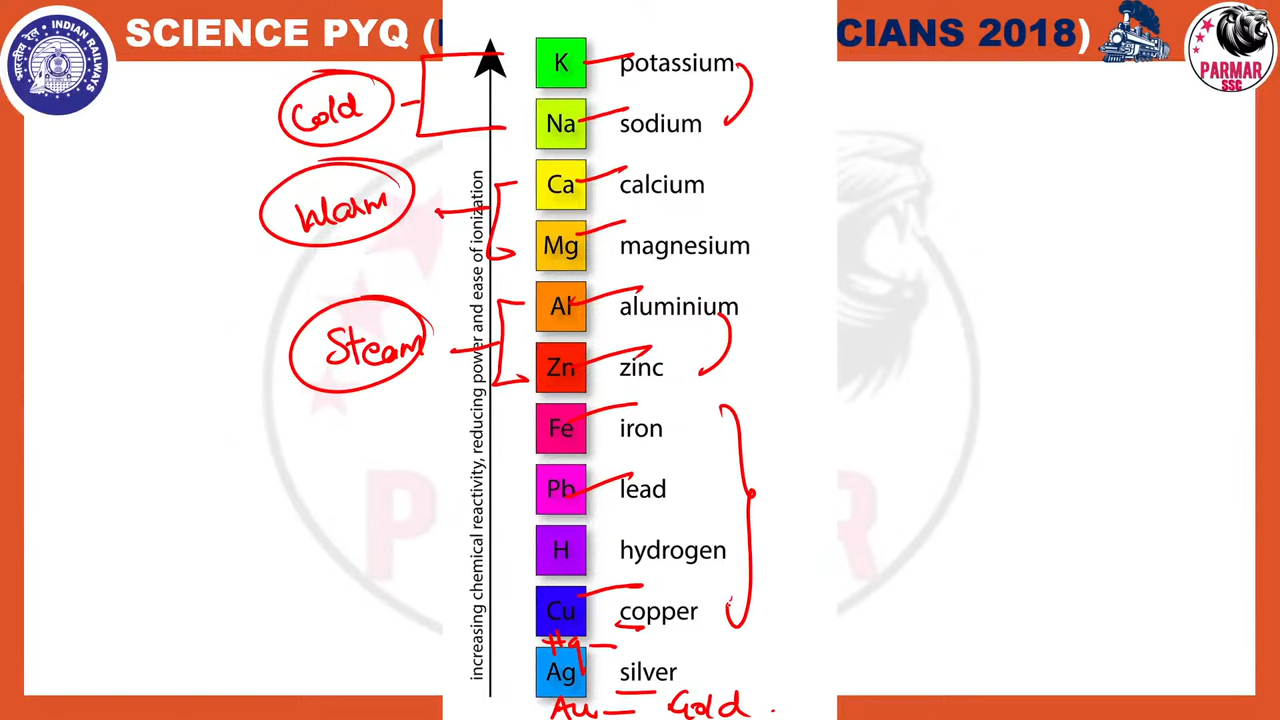 SCIENCE PYQ (
CIANS 2018)
INDIAN RAILWAYS
भारतीय रेल
PARMAR
SSC
K potassium
Cold
Na sodium
Ca calcium
Warm
Mg magnesium
Al aluminium
Steam
Zn zinc
Fe iron
Pb lead
H hydrogen
Cu copper
Hg
Ag silver
Au Gold
increasing chemical reactivity, reducing power and ease of ionization
PARMAR